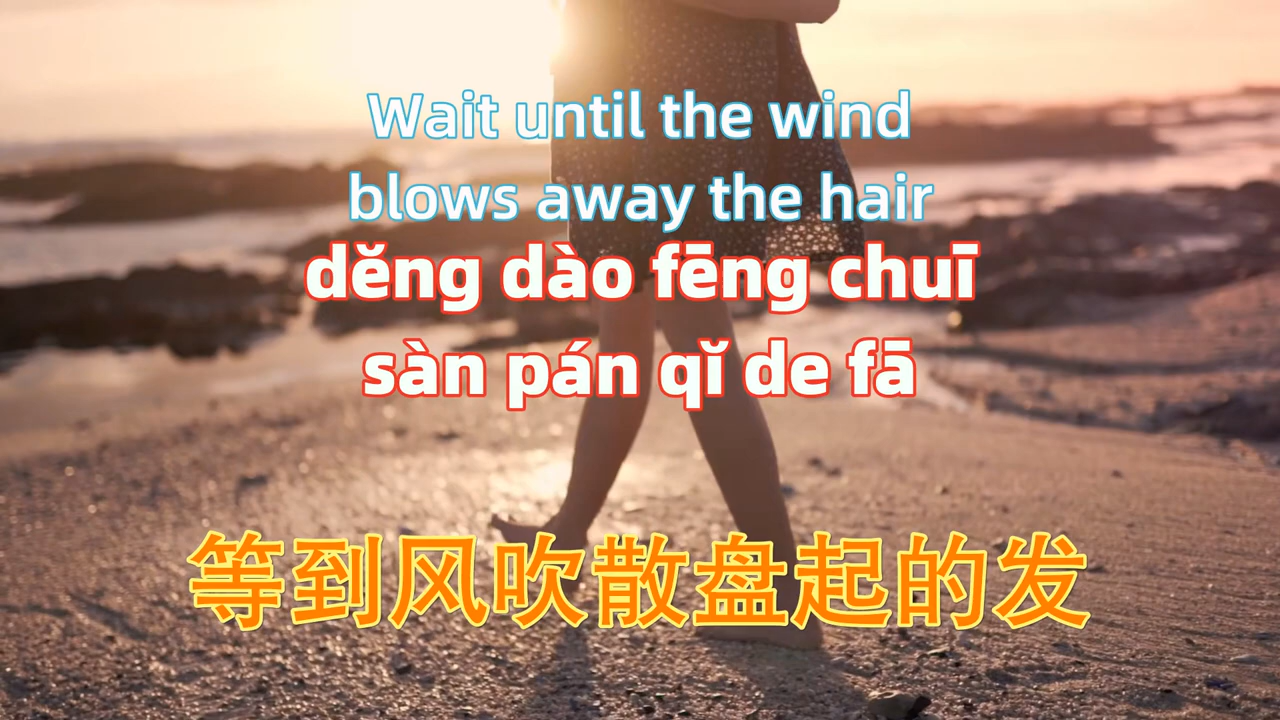 Wait until the wind
blows away the hair
děng dào fēng chuī
sàn pán qǐ de fā
等到风吹散盘起的发